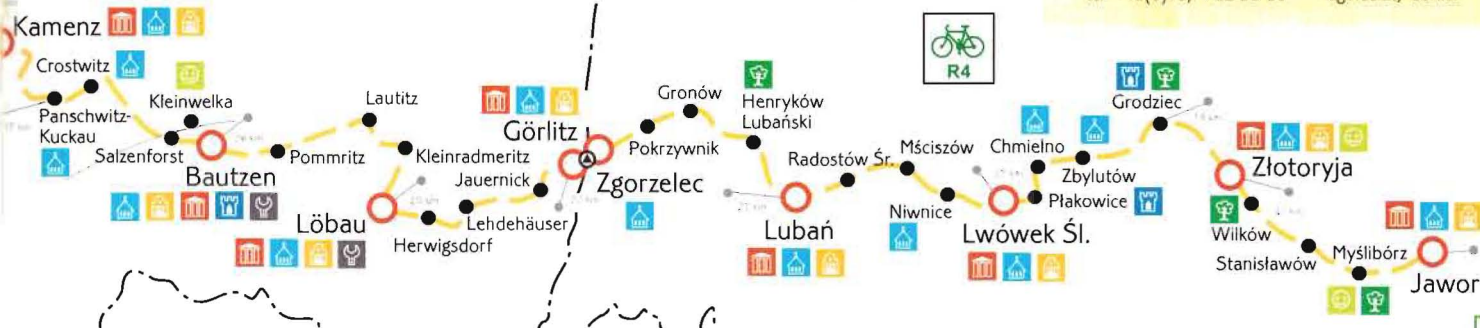 Kamenz
Crostwitz
Panschwitz-
Kuckau
Kleinwelka
Salzenforst
Bautzen
Pommritz
Lautitz
Kleinradmeritz
Löbau
Herwigsdorf
Lehdehäuser
Jauernick
Görlitz
Zgorzelec
Pokrzywnik
Gronów
Henryków
Lubański
Lubań
Radostów Śr.
Mściszów
Niwnice
Lwówek Śl.
Płakowice
Chmielno
Zbylutów
Grodziec
R4
Złotoryja
Wilków
Stanisławów
Myślibórz
Jawor